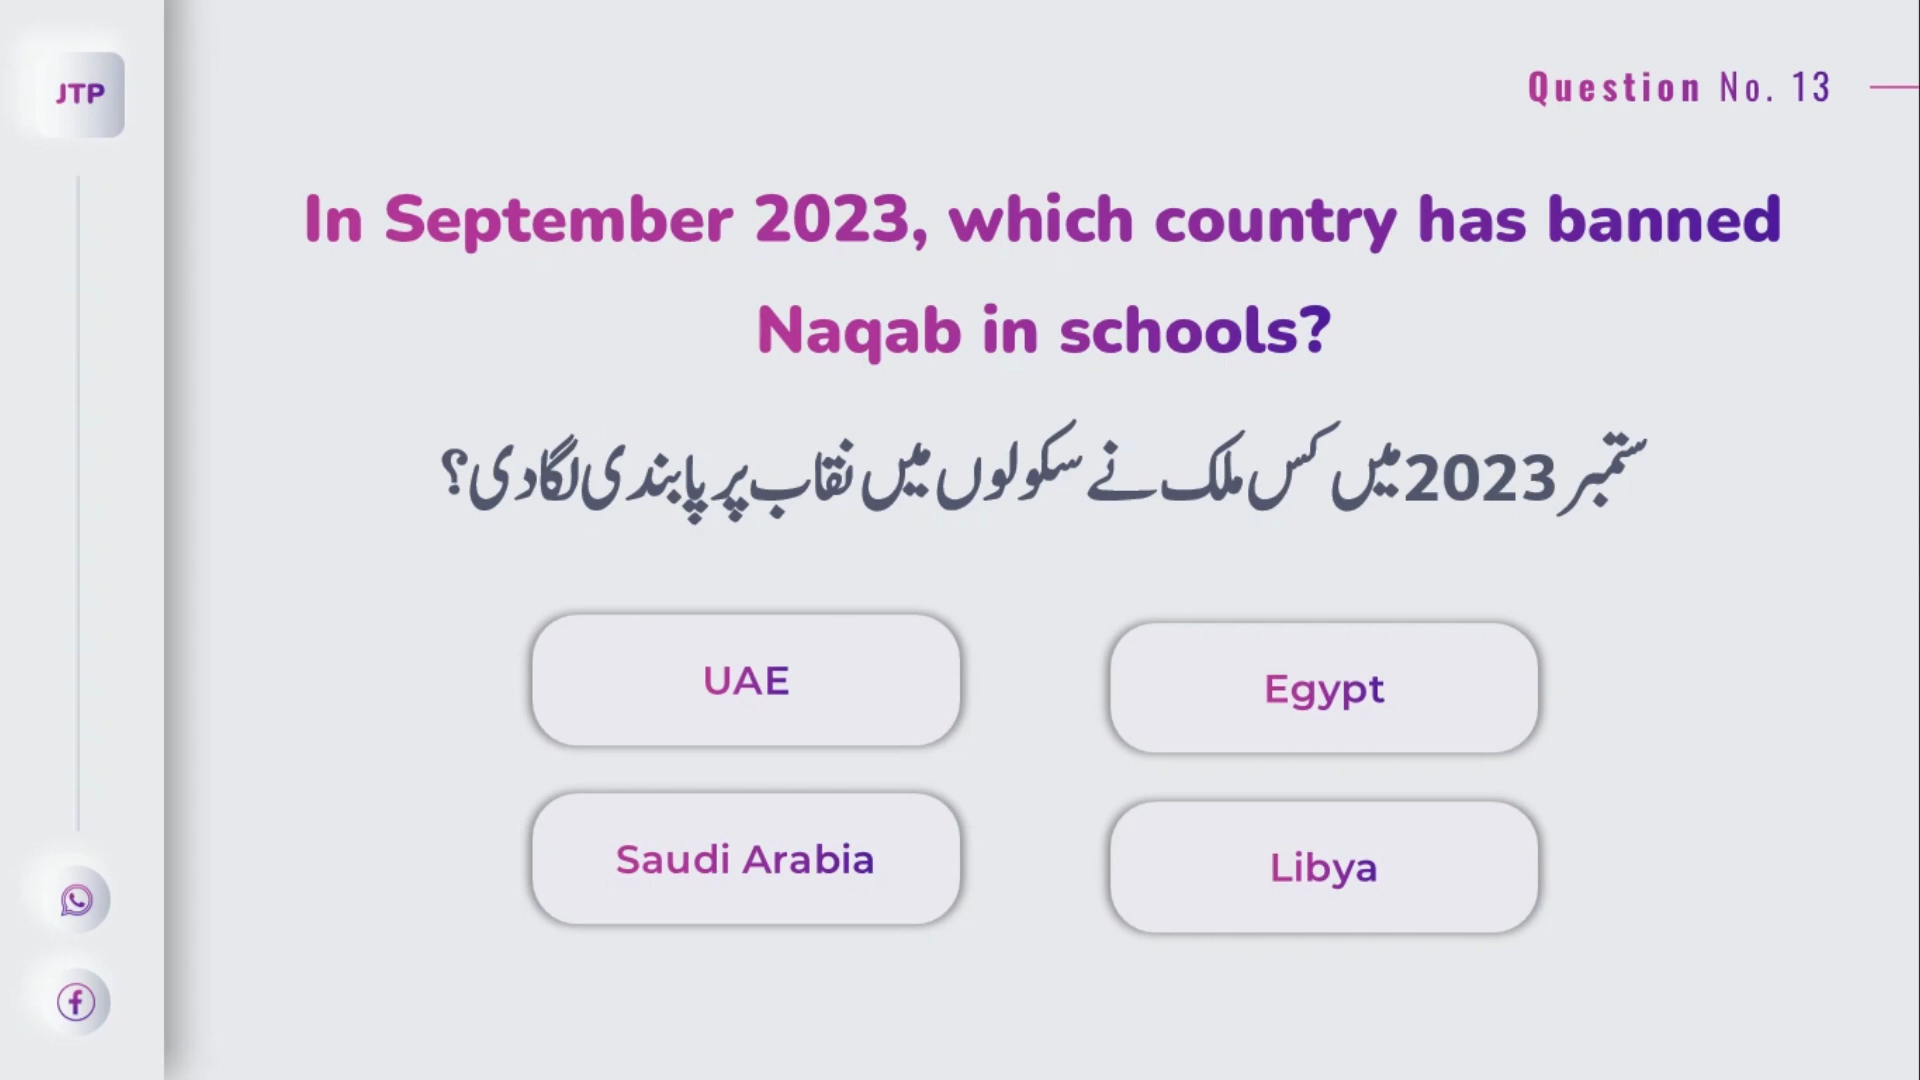 JTP
Question No. 13
In September 2023, which country has banned
Naqab in schools?
ستمبر 2023 میں کس ملک نے سکولوں میں نقاب پر پابندی لگا دی؟
UAE
Egypt
Saudi Arabia
Libya